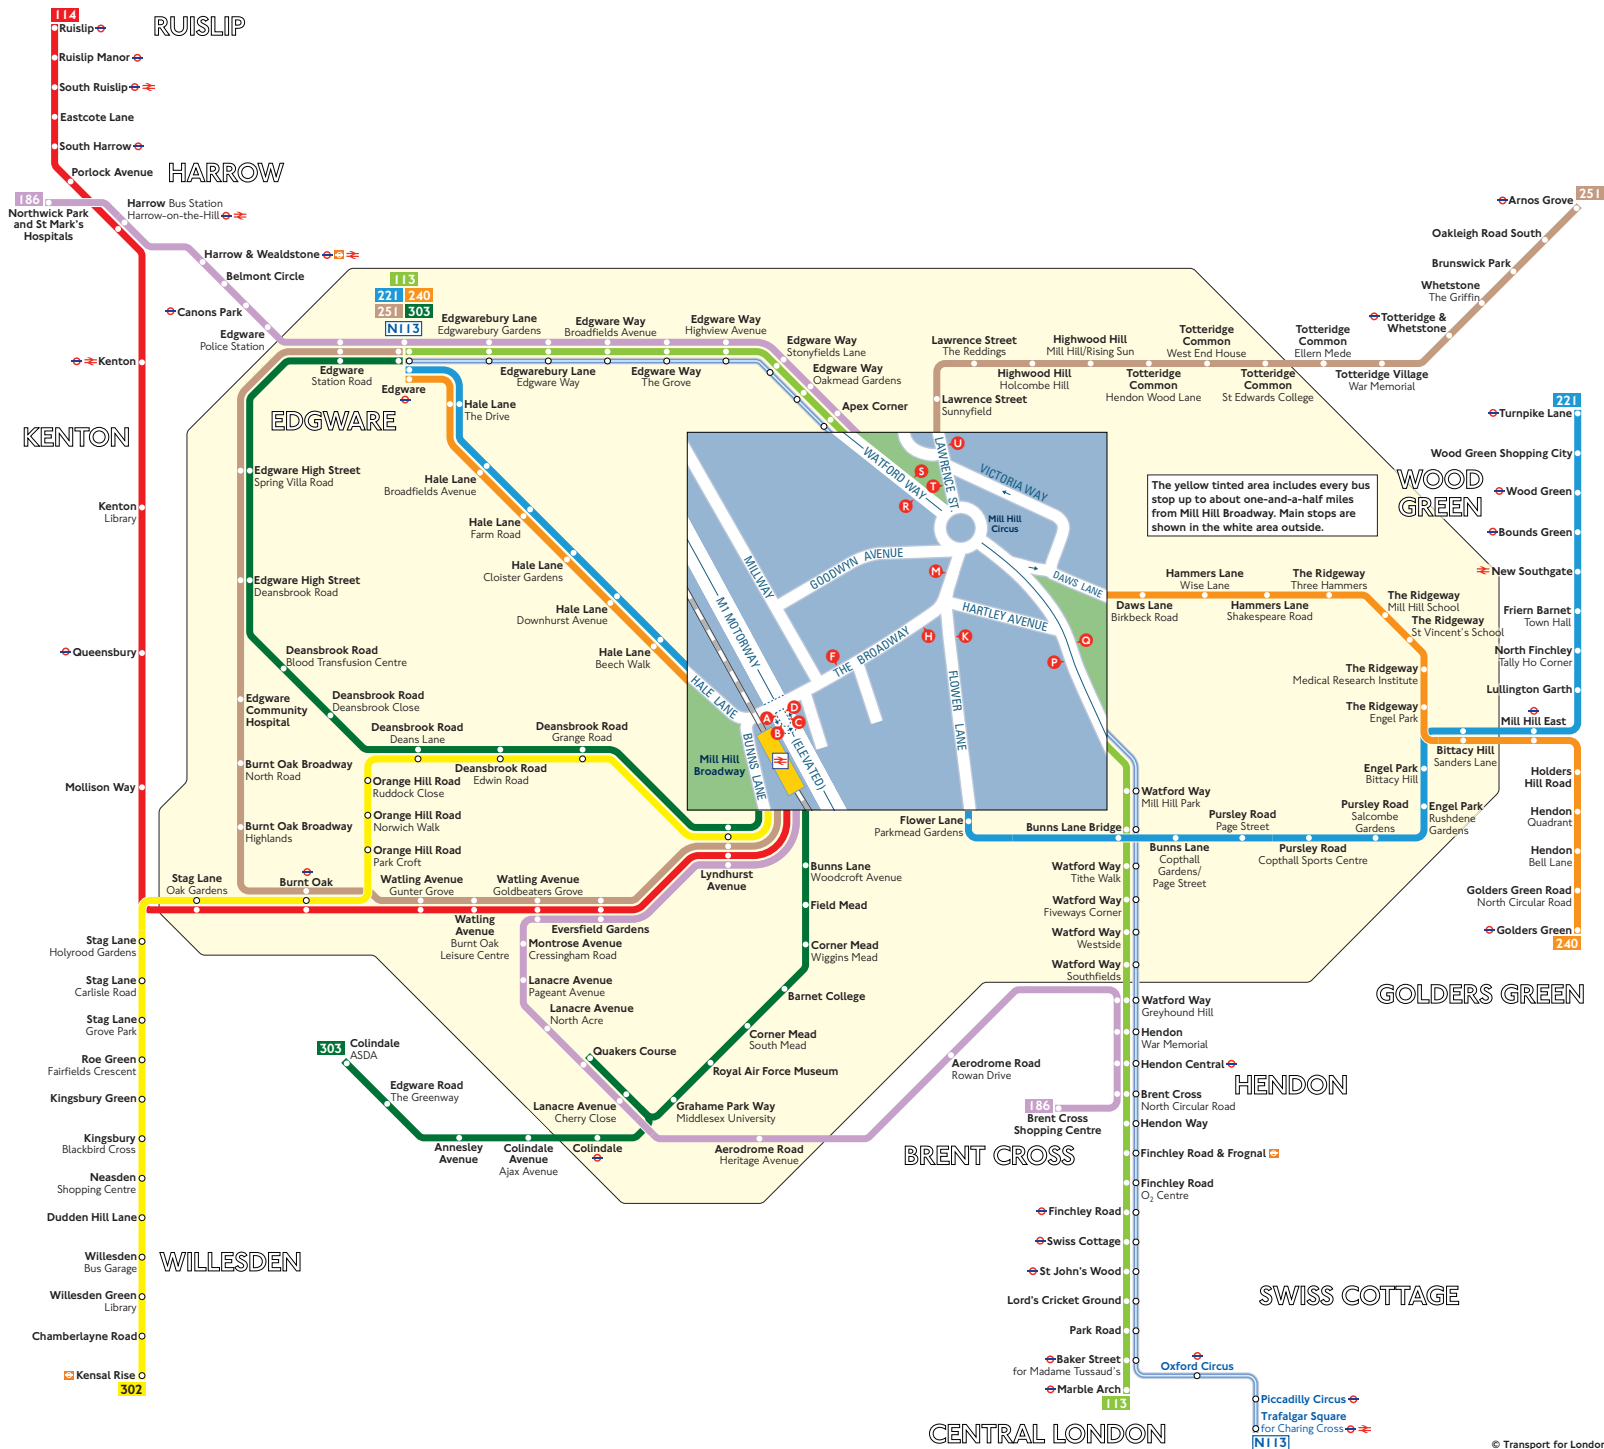 114
Ruislip
RUISLIP
Ruislip Manor
South Ruislip
Eastcote Lane
South Harrow
Porlock Avenue
HARROW
186
Northwick Park
and St Mark's
Hospitals
Harrow Bus Station
Harrow-on-the-Hill
Harrow & Wealdstone
Belmont Circle
Canons Park
Edgware
Police Station
Kenton
KENTON
Kenton
Library
Queensbury
Mollison Way
113
221 240
251 303
N113
Edgware
Station Road
Edgware
EDGWARE
Edgwarebury Lane
Edgwarebury Gardens
Edgware Way
Broadfields Avenue
Edgware Way
Highview Avenue
Edgwarebury Lane
Edgware Way
Edgware Way
The Grove
Edgware Way
Stonyfields Lane
Edgware Way
Oakmead Gardens
Apex Corner
Hale Lane
The Drive
Hale Lane
Broadfields Avenue
Hale Lane
Farm Road
Hale Lane
Cloister Gardens
Hale Lane
Downhurst Avenue
Hale Lane
Beech Walk
Edgware High Street
Spring Villa Road
Edgware High Street
Deansbrook Road
Deansbrook Road
Blood Transfusion Centre
Deansbrook Road
Deansbrook Close
Edgware
Community
Hospital
Deansbrook Road
Deans Lane
Deansbrook Road
Grange Road
Deansbrook Road
Edwin Road
Burnt Oak Broadway
North Road
Orange Hill Road
Ruddock Close
Orange Hill Road
Norwich Walk
Orange Hill Road
Park Croft
Burnt Oak Broadway
Highlands
Stag Lane
Oak Gardens
Burnt Oak
Watling Avenue
Gunter Grove
Watling Avenue
Goldbeaters Grove
Lyndhurst
Avenue
Watling
Avenue
Burnt Oak
Leisure Centre
Eversfield Gardens
Montrose Avenue
Cressingham Road
Lanacre Avenue
Pageant Avenue
Lanacre Avenue
North Acre
Quakers Course
Lanacre Avenue
Cherry Close
303
Colindale
ASDA
Edgware Road
The Greenway
Annesley
Avenue
Colindale
Avenue
Ajax Avenue
Colindale
Bunns Lane
Woodcroft Avenue
Field Mead
Corner Mead
Wiggins Mead
Barnet College
Corner Mead
South Mead
Royal Air Force Museum
Grahame Park Way
Middlesex University
Aerodrome Road
Heritage Avenue
Aerodrome Road
Rowan Drive
186
Brent Cross
Shopping Centre
BRENT CROSS
Stag Lane
Holyrood Gardens
Stag Lane
Carlisle Road
Stag Lane
Grove Park
Roe Green
Fairfields Crescent
Kingsbury Green
Kingsbury
Blackbird Cross
Neasden
Shopping Centre
Dudden Hill Lane
Willesden
Bus Garage
WILLESDEN
Willesden Green
Library
Chamberlayne Road
Kensal Rise
302
LAWRENCE ST.
WATFORD WAY
VICTORIA WAY
Mill Hill
Circus
MILLWAY
GOODWYN AVENUE
DAWS LANE
HARTLEY AVENUE
M1 MOTORWAY
THE BROADWAY
FLOWER LANE
HALE LANE
BUNNS LANE
(ELEVATED)
Mill Hill
Broadway
U
S
T
R
M
H
K
Q
P
F
D
A
C
B
Lawrence Street
The Reddings
Lawrence Street
Sunnyfield
Highwood Hill
Mill Hill/Rising Sun
Highwood Hill
Holcombe Hill
Totteridge
Common
West End House
Totteridge
Common
Hendon Wood Lane
Totteridge
Common
Ellern Mede
Totteridge
Common
St Edwards College
Totteridge Village
War Memorial
Totteridge &
Whetstone
Whetstone
The Griffin
Brunswick Park
Oakleigh Road South
Arnos Grove
251
The yellow tinted area includes every bus
stop up to about one-and-a-half miles
from Mill Hill Broadway. Main stops are
shown in the white area outside.
221
Turnpike Lane
Wood Green Shopping City
WOOD
GREEN
Wood Green
Bounds Green
New Southgate
Friern Barnet
Town Hall
North Finchley
Tally Ho Corner
Lullington Garth
Mill Hill East
Daws Lane
Birkbeck Road
Hammers Lane
Wise Lane
Hammers Lane
Shakespeare Road
The Ridgeway
Three Hammers
The Ridgeway
Mill Hill School
The Ridgeway
St Vincent's School
The Ridgeway
Medical Research Institute
The Ridgeway
Engel Park
Bittacy Hill
Sanders Lane
Engel Park
Bittacy Hill
Engel Park
Rushdene
Gardens
Holders
Hill Road
Hendon
Quadrant
Hendon
Bell Lane
Golders Green Road
North Circular Road
Golders Green
240
GOLDERS GREEN
Flower Lane
Parkmead Gardens
Bunns Lane Bridge
Bunns Lane
Copthall
Gardens/
Page Street
Pursley Road
Page Street
Pursley Road
Copthall Sports Centre
Pursley Road
Salcombe
Gardens
Watford Way
Mill Hill Park
Watford Way
Tithe Walk
Watford Way
Fiveways Corner
Watford Way
Westside
Watford Way
Southfields
Watford Way
Greyhound Hill
Hendon
War Memorial
Hendon Central
HENDON
Brent Cross
North Circular Road
Hendon Way
Finchley Road & Frognal
Finchley Road
O2 Centre
Finchley Road
Swiss Cottage
SWISS COTTAGE
St John's Wood
Lord's Cricket Ground
Park Road
Baker Street
for Madame Tussaud's
Marble Arch
113
CENTRAL LONDON
Oxford Circus
Piccadilly Circus
Trafalgar Square
for Charing Cross
N113
© Transport for London